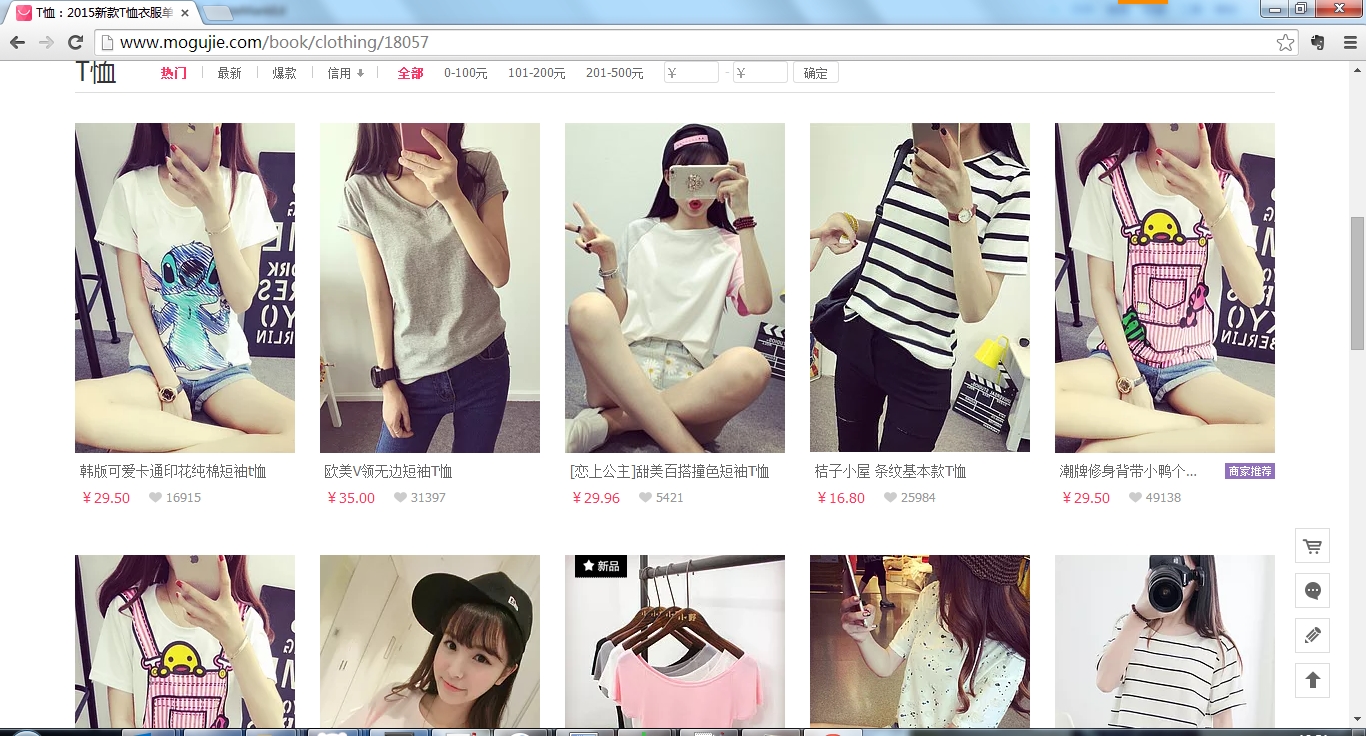 T恤：2015新款T恤衣服单
www.mogujie.com/book/clothing/18057
T恤 热门 最新 爆款 信用 全部 0-100元 101-200元 201-500元 ¥ - ¥ 确定
韩版可爱卡通印花纯棉短袖t恤
¥29.50 16915
欧美V领无边短袖T恤
¥35.00 31397
[恋上公主]甜美百搭撞色短袖T恤
¥29.96 5421
桔子小屋 条纹基本款T恤
¥16.80 25984
潮牌修身背带小鸭个... 商家推荐
¥29.50 49138
新品